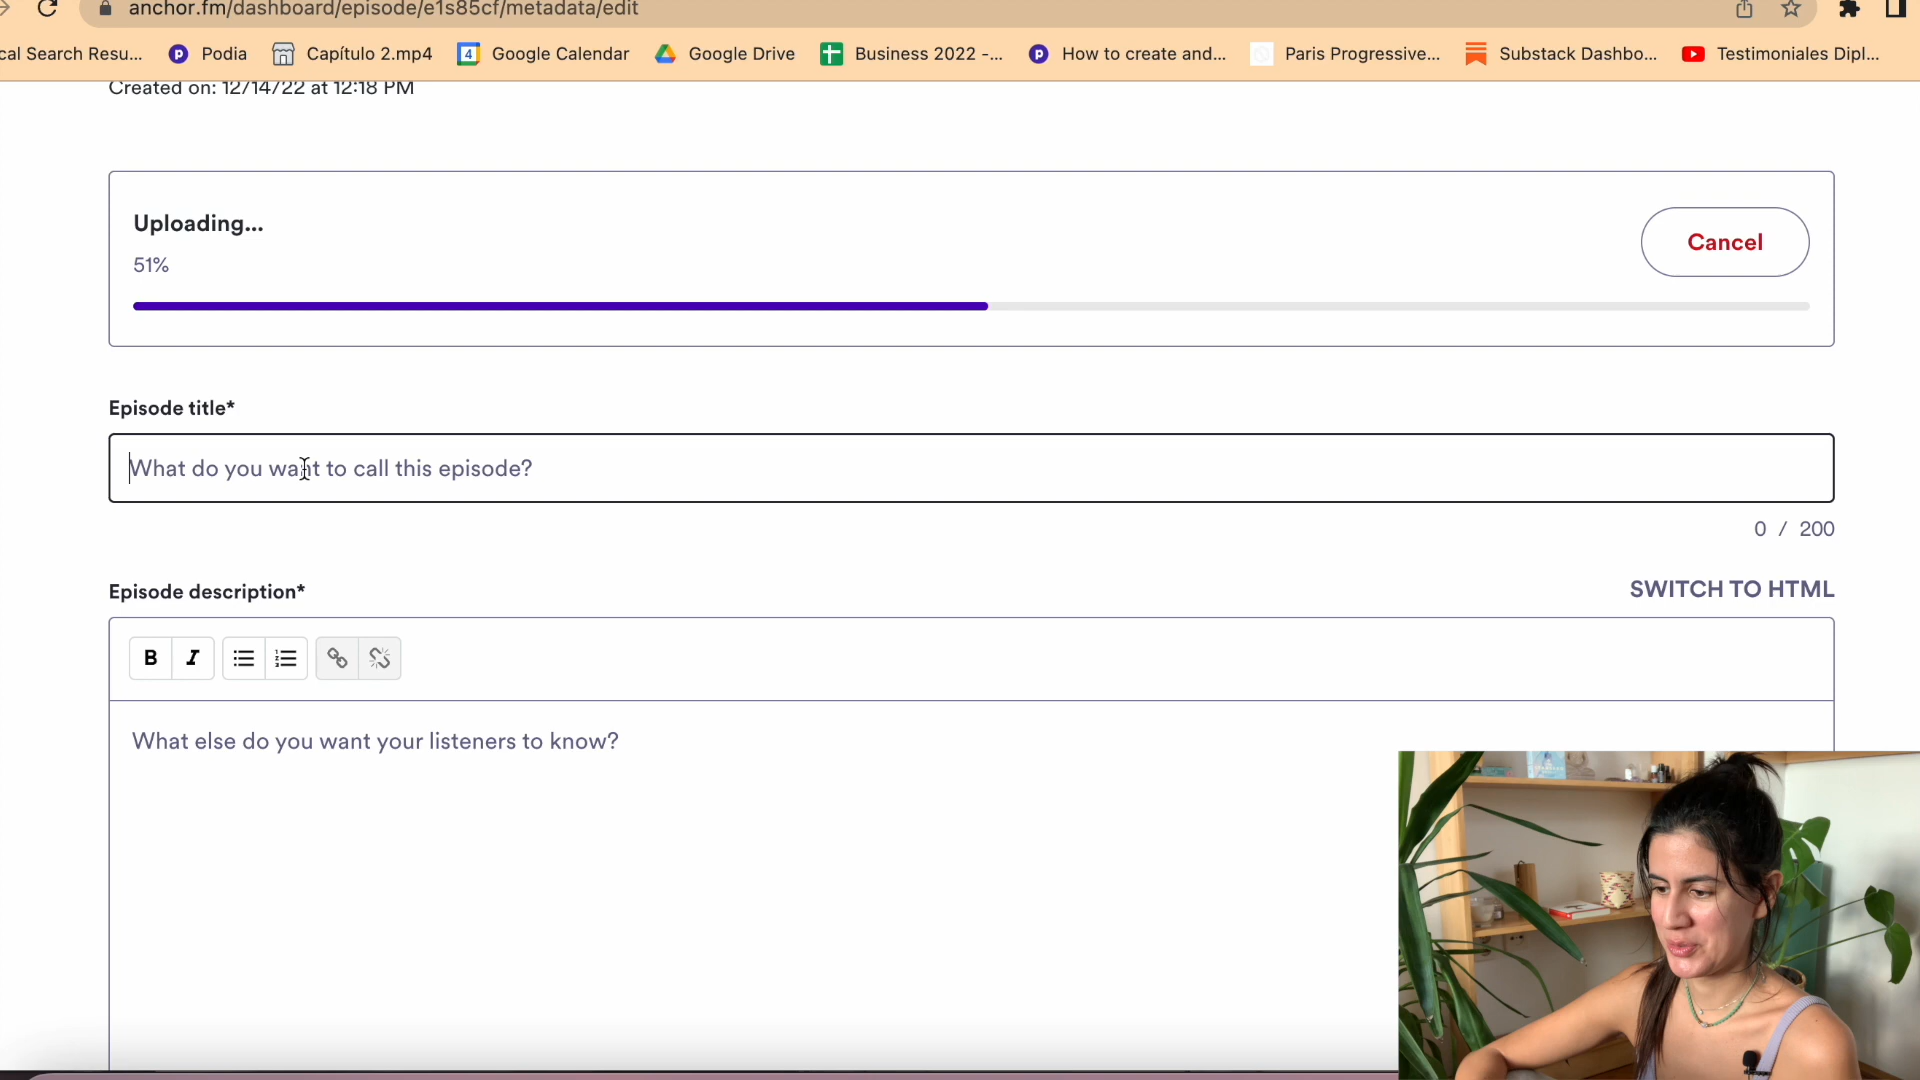 anchor.fm/dashboard/episode/e1s85cf/metadata/edit
cal Search Resu... Podia Capítulo 2.mp4 4 Google Calendar Google Drive Business 2022 -... How to create and... Paris Progressive... Substack Dashbo... Testimoniales Dipl...
Created on: 12/14/22 at 12:18 PM
Uploading...
51%
Cancel
Episode title*
What do you want to call this episode?
0 / 200
Episode description*
SWITCH TO HTML
B I
What else do you want your listeners to know?